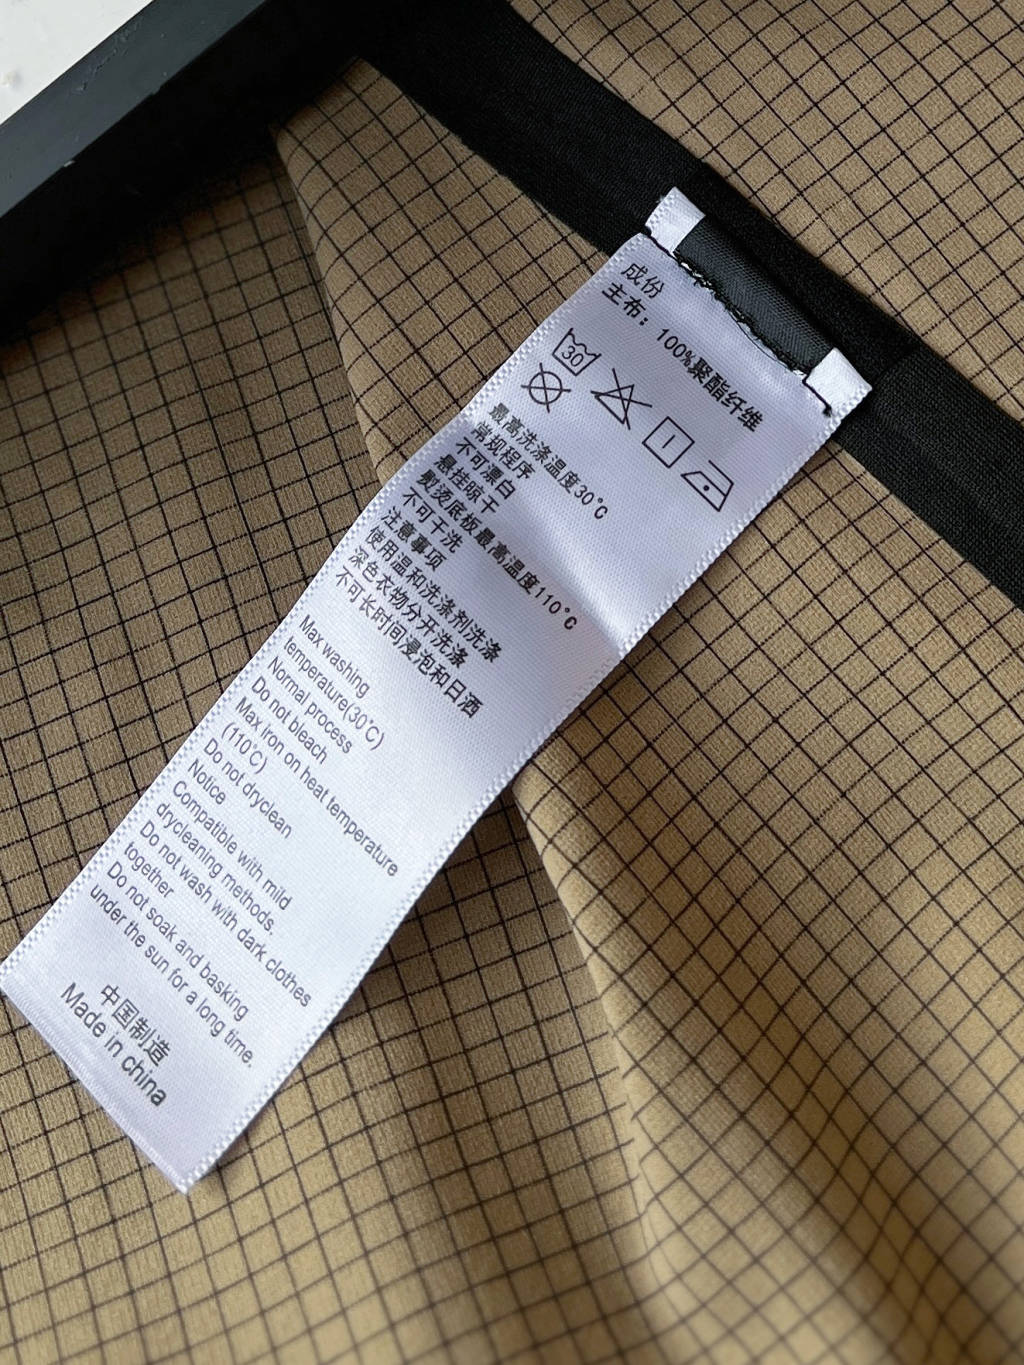 成份
主布：100%聚酯纤维
30
最高洗涤温度30℃
常规程序
不可漂白
悬挂晾干
熨烫底板最高温度110℃
不可干洗
注意事项
使用温和洗涤剂洗涤
深色衣物分开洗涤
不可长时间浸泡和日洒
Max washing
temperature(30℃)
Normal process
Do not bleach
Max iron on heat temperature
(110℃)
Do not dryclean
Notice
Compatible with mild
drycleaning methods.
Do not wash with dark clothes
together
Do not soak and basking
under the sun for a long time.
中国制造
Made in china